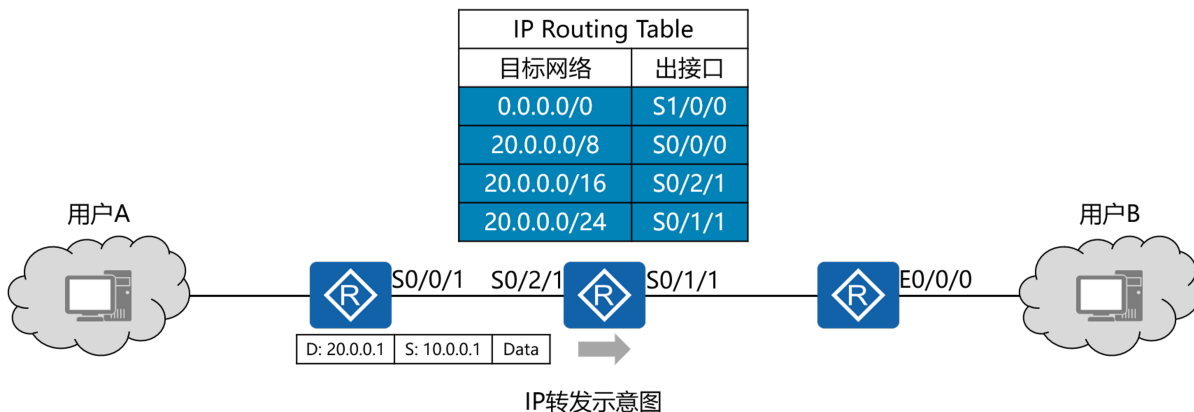 IP Routing Table
目标网络 出接口
0.0.0.0/0 S1/0/0
20.0.0.0/8 S0/0/0
20.0.0.0/16 S0/2/1
20.0.0.0/24 S0/1/1
用户A 用户B
R S0/0/1 S0/2/1 R S0/1/1 R E0/0/0
D: 20.0.0.1 S: 10.0.0.1 Data
IP转发示意图